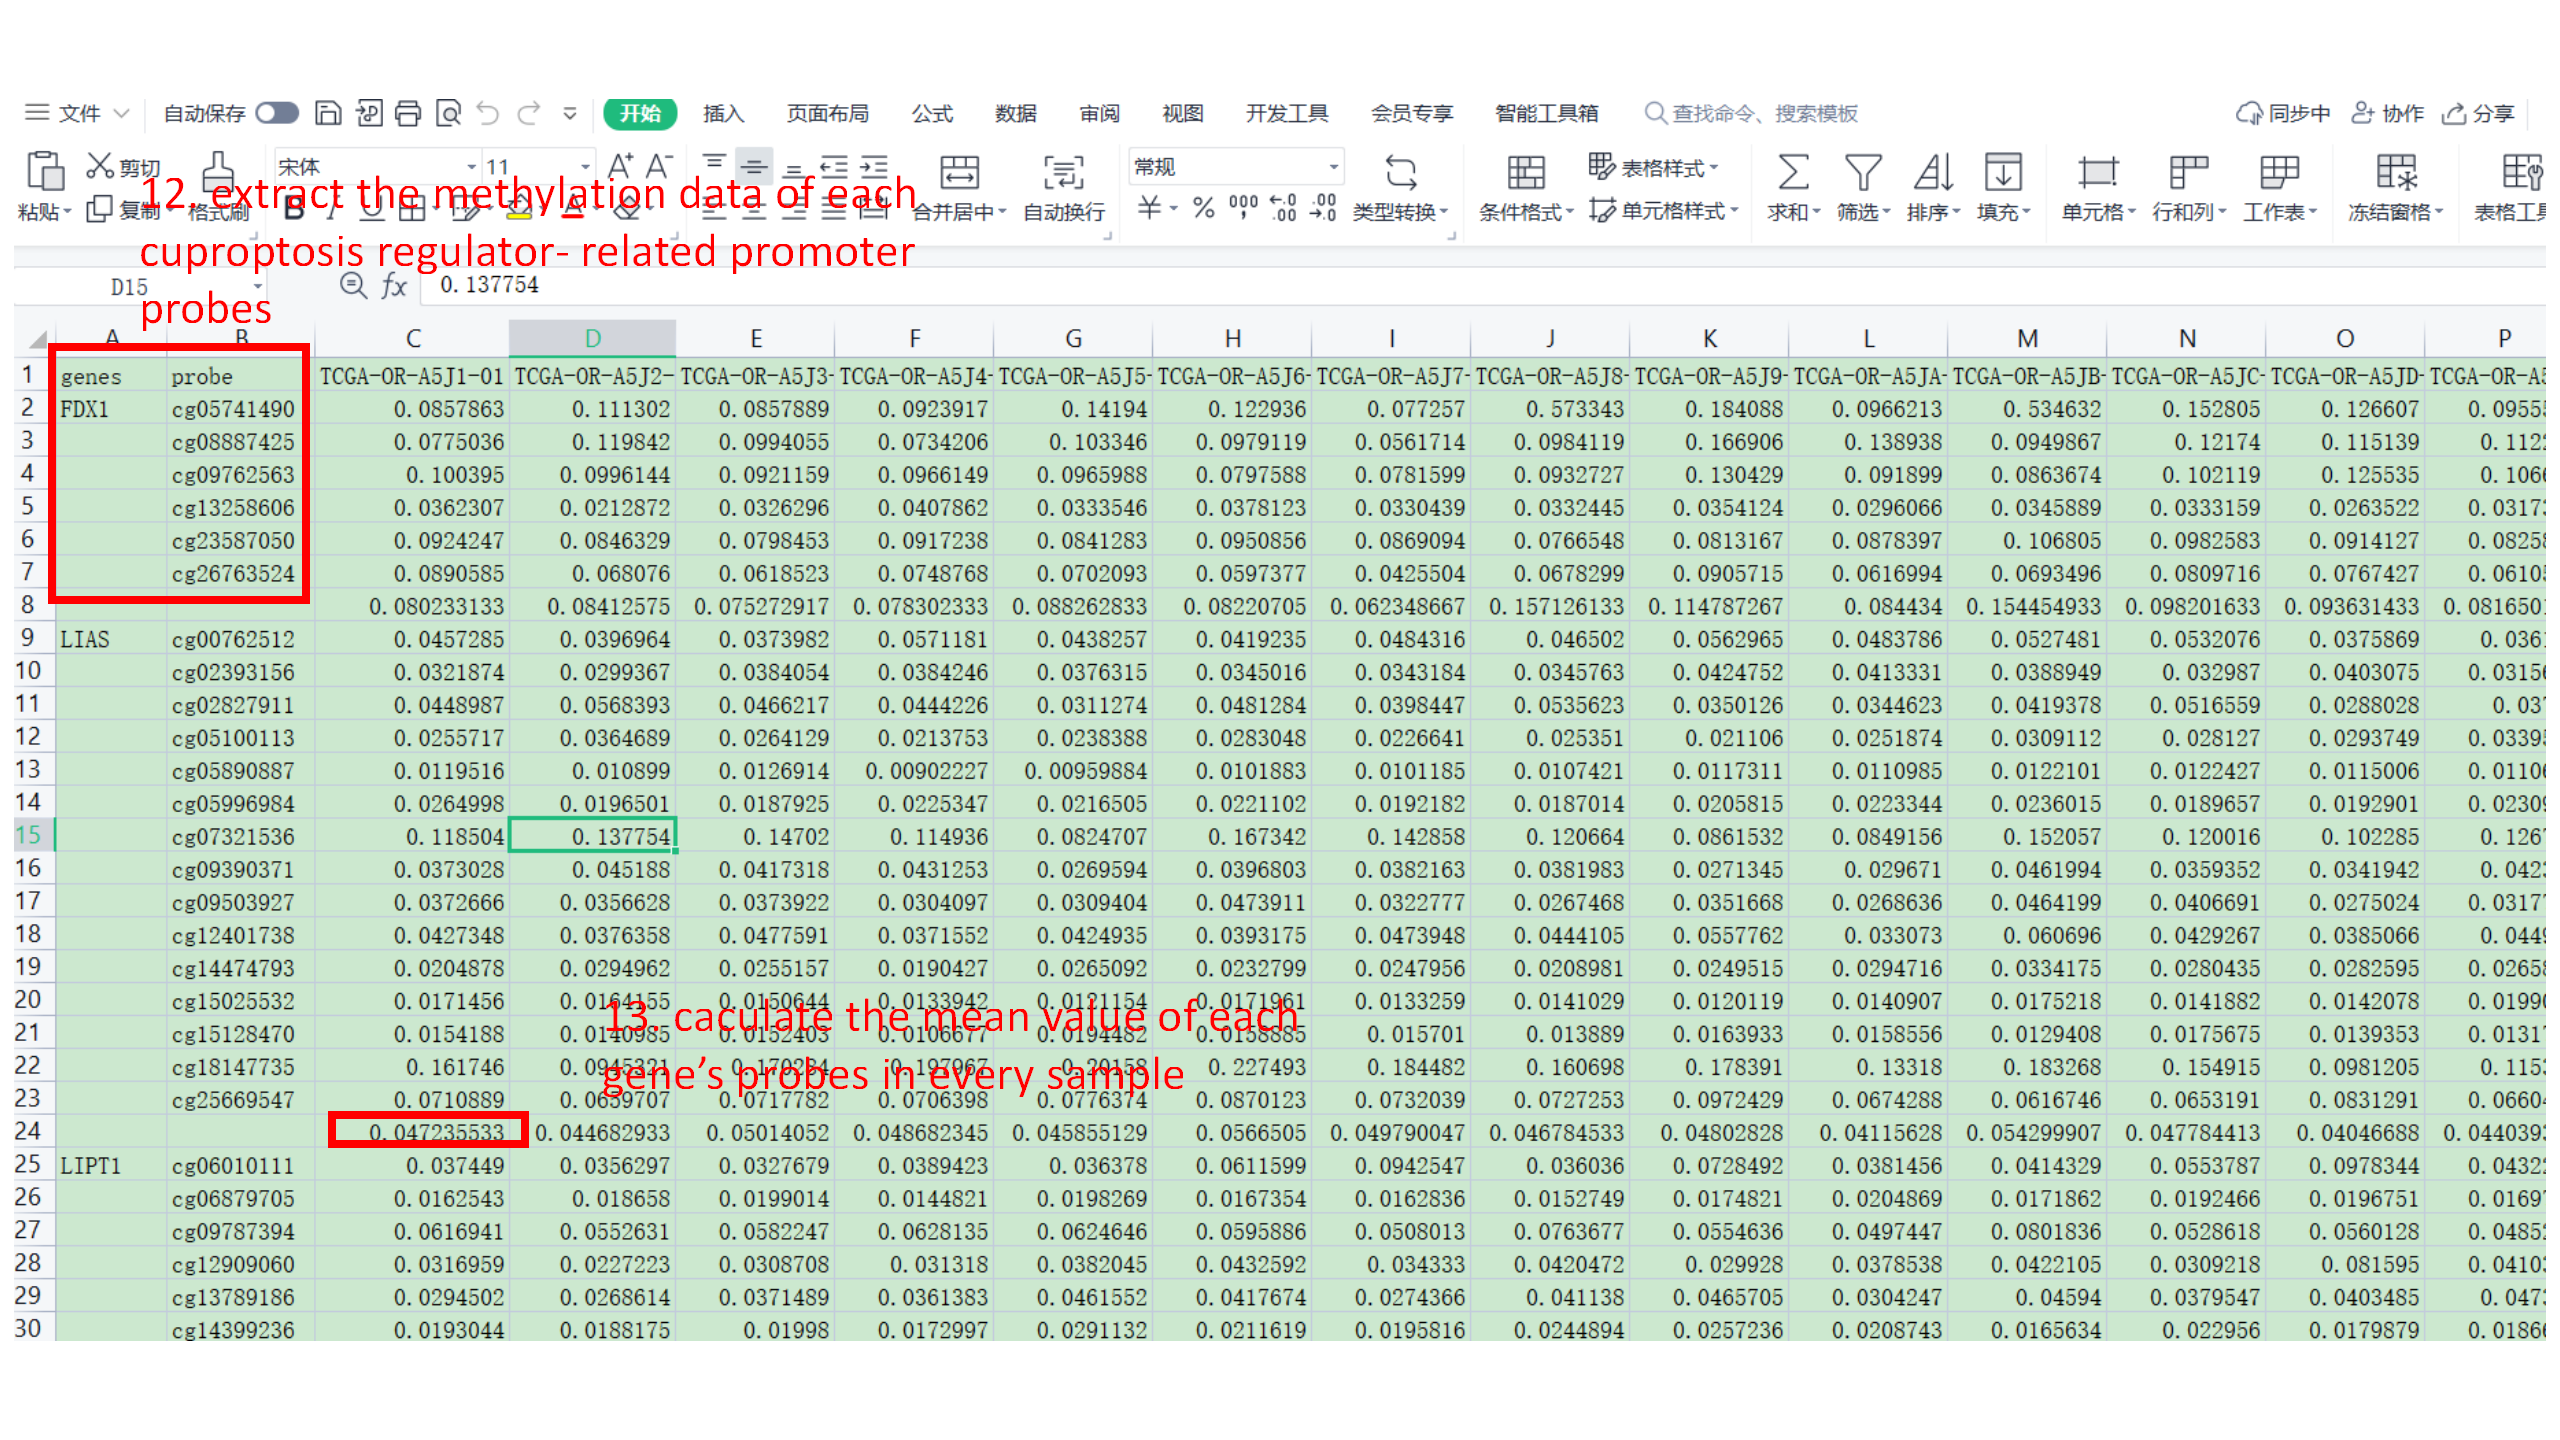 文件 自动保存 开始 插入 页面布局 公式 数据 审阅 视图 开发工具 会员专享 智能工具箱 查找命令、搜索模板 同步中 协作 分享
剪切 宋体 11 A+ A- 常规 表格样式
粘贴 复制 格式刷 B I U A 合并居中 自动换行 ¥ % 类型转换 条件格式 单元格样式 求和 筛选 排序 填充 单元格 行和列 工作表 冻结窗格 表格工具
12. extract the methylation data of each
cuproptosis regulator- related promoter
probes
D15 fx 0.137754
A B C D E F G H I J K L M N O P
1 genes probe TCGA-OR-A5J1-01 TCGA-OR-A5J2- TCGA-OR-A5J3- TCGA-OR-A5J4- TCGA-OR-A5J5- TCGA-OR-A5J6- TCGA-OR-A5J7- TCGA-OR-A5J8- TCGA-OR-A5J9- TCGA-OR-A5JA- TCGA-OR-A5JB- TCGA-OR-A5JC- TCGA-OR-A5JD- TCGA-OR-A5
2 FDX1 cg05741490 0.0857863 0.111302 0.0857889 0.0923917 0.14194 0.122936 0.077257 0.573343 0.184088 0.0966213 0.534632 0.152805 0.126607 0.09555
3 cg08887425 0.0775036 0.119842 0.0994055 0.0734206 0.103346 0.0979119 0.0561714 0.0984119 0.166906 0.138938 0.0949867 0.12174 0.115139 0.112
4 cg09762563 0.100395 0.0996144 0.0921159 0.0966149 0.0965988 0.0797588 0.0781599 0.0932727 0.130429 0.091899 0.0863674 0.102119 0.125535 0.106
5 cg13258606 0.0362307 0.0212872 0.0326296 0.0407862 0.0333546 0.0378123 0.0330439 0.0332445 0.0354124 0.0296066 0.0345889 0.0333159 0.0263522 0.0317
6 cg23587050 0.0924247 0.0846329 0.0798453 0.0917238 0.0841283 0.0950856 0.0869094 0.0766548 0.0813167 0.0878397 0.106805 0.0982583 0.0914127 0.0825
7 cg26763524 0.0890585 0.068076 0.0618523 0.0748768 0.0702093 0.0597377 0.0425504 0.0678299 0.0905715 0.0616994 0.0693496 0.0809716 0.0767427 0.0610
8 0.080233133 0.08412575 0.075272917 0.078302333 0.088262833 0.08220705 0.062348667 0.157126133 0.114787267 0.084434 0.154454933 0.098201633 0.093631433 0.0816501
9 LIAS cg00762512 0.0457285 0.0396964 0.0373982 0.0571181 0.0438257 0.0419235 0.0484316 0.046502 0.0562965 0.0483786 0.0527481 0.0532076 0.0375869 0.036
10 cg02393156 0.0321874 0.0299367 0.0384054 0.0384246 0.0376315 0.0345016 0.0343184 0.0345763 0.0424752 0.0413331 0.0388949 0.032987 0.0403075 0.0315
11 cg02827911 0.0448987 0.0568393 0.0466217 0.0444226 0.0311274 0.0481284 0.0398447 0.0535623 0.0350126 0.0344623 0.0419378 0.0516559 0.0288028 0.03
12 cg05100113 0.0255717 0.0364689 0.0264129 0.0213753 0.0238388 0.0283048 0.0226641 0.025351 0.021106 0.0251874 0.0309112 0.028127 0.0293749 0.0339
13 cg05890887 0.0119516 0.010899 0.0126914 0.00902227 0.00959884 0.0101883 0.0101185 0.0107421 0.0117311 0.0110985 0.0122101 0.0122427 0.0115006 0.0110
14 cg05996984 0.0264998 0.0196501 0.0187925 0.0225347 0.0216505 0.0221102 0.0192182 0.0187014 0.0205815 0.0223344 0.0236015 0.0189657 0.0192901 0.0230
15 cg07321536 0.118504 0.137754 0.14702 0.114936 0.0824707 0.167342 0.142858 0.120664 0.0861532 0.0849156 0.152057 0.120016 0.102285 0.126
16 cg09390371 0.0373028 0.045188 0.0417318 0.0431253 0.0269594 0.0396803 0.0382163 0.0381983 0.0271345 0.029671 0.0461994 0.0359352 0.0341942 0.042
17 cg09503927 0.0372666 0.0356628 0.0373922 0.0304097 0.0309404 0.0473911 0.0322777 0.0267468 0.0351668 0.0268636 0.0464199 0.0406691 0.0275024 0.0317
18 cg12401738 0.0427348 0.0376358 0.0477591 0.0371552 0.0424935 0.0393175 0.0473948 0.0444105 0.0557762 0.033073 0.060696 0.0429267 0.0385066 0.044
19 cg14474793 0.0204878 0.0294962 0.0255157 0.0190427 0.0265092 0.0232799 0.0247956 0.0208981 0.0249515 0.0294716 0.0334175 0.0280435 0.0282595 0.0265
20 cg15025532 0.0171456 0.0164155 0.0150644 0.0133942 0.0121154 0.0171961 0.0133259 0.0141029 0.0120119 0.0140907 0.0175218 0.0141882 0.0142078 0.0199
13. caculate the mean value of each
21 cg15128470 0.0154188 0.0140985 0.0152403 0.0106677 0.0194482 0.0158885 0.015701 0.013889 0.0163933 0.0158556 0.0129408 0.0175675 0.0139353 0.0131
22 cg18147735 0.161746 0.0945321 0.170284 0.197967 0.20158 0.227493 0.184482 0.160698 0.178391 0.13318 0.183268 0.154915 0.0981205 0.115
gene's probes in every sample
23 cg25669547 0.0710889 0.0659707 0.0717782 0.0706398 0.0776374 0.0870123 0.0732039 0.0727253 0.0972429 0.0674288 0.0616746 0.0653191 0.0829121 0.0660
24 0.047235533 0.044682933 0.05014052 0.048682345 0.045855129 0.0566505 0.049790047 0.046784533 0.04802828 0.04115628 0.054299907 0.047784413 0.04046688 0.044039
25 LIPT1 cg06010111 0.037449 0.0356297 0.0327679 0.0389423 0.036378 0.0611599 0.0942547 0.036036 0.0728492 0.0381456 0.0414329 0.0553787 0.0978344 0.0432
26 cg06879705 0.0162543 0.018658 0.0199014 0.0144821 0.0198269 0.0167354 0.0162836 0.0152749 0.0174821 0.0204869 0.0171862 0.0192466 0.0196751 0.0169
27 cg09787394 0.0616941 0.0552631 0.0582247 0.0628135 0.0624646 0.0595886 0.0508013 0.0763677 0.0554636 0.0497447 0.0801836 0.0528618 0.0560128 0.0485
28 cg12909060 0.0316959 0.0227223 0.0308708 0.031318 0.0382045 0.0432592 0.034333 0.0420472 0.029928 0.0378538 0.0422105 0.0309218 0.081595 0.0410
29 cg13789186 0.0294502 0.0268614 0.0371489 0.0361383 0.0461552 0.0417674 0.0274366 0.041138 0.0465705 0.0304247 0.04594 0.0379547 0.0403485 0.047
30 cg14399236 0.0193044 0.0188175 0.01998 0.0172997 0.0291132 0.0211619 0.0195816 0.0244894 0.0257236 0.0208743 0.0165634 0.022956 0.0179879 0.0186